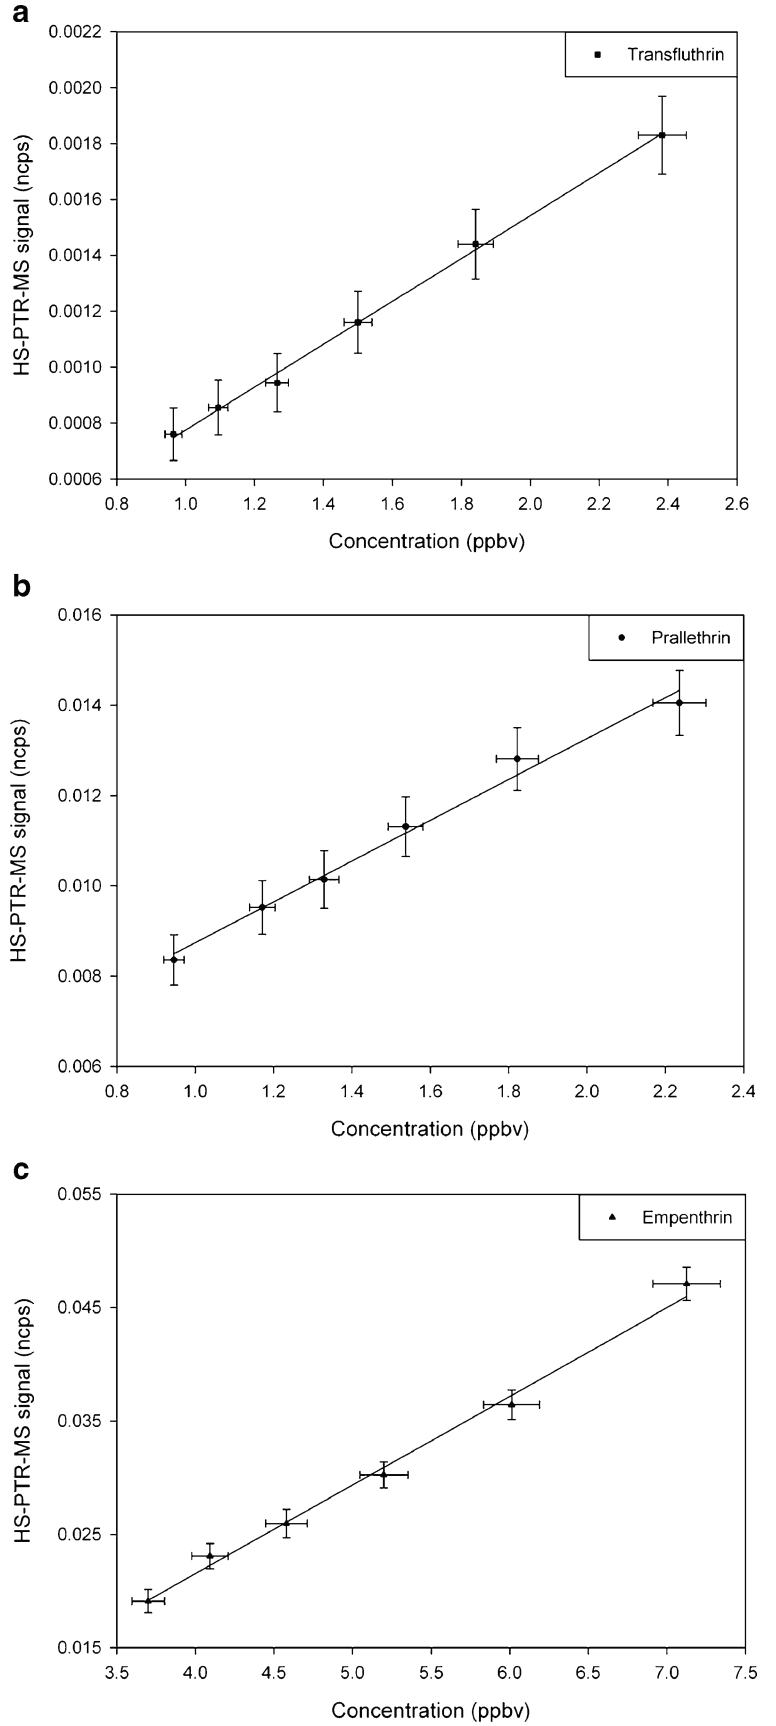 a
0.0022
Transfluthrin
0.0020
0.0018
0.0016
0.0014
0.0012
0.0010
0.0008
0.0006
HS-PTR-MS signal (ncps)
0.8 1.0 1.2 1.4 1.6 1.8 2.0 2.2 2.4 2.6
Concentration (ppbv)
b
0.016
Prallethrin
0.014
0.012
0.010
0.008
0.006
HS-PTR-MS signal (ncps)
0.8 1.0 1.2 1.4 1.6 1.8 2.0 2.2 2.4
Concentration (ppbv)
c
0.055
Empenthrin
0.045
0.035
0.025
0.015
HS-PTR-MS signal (ncps)
3.5 4.0 4.5 5.0 5.5 6.0 6.5 7.0 7.5
Concentration (ppbv)